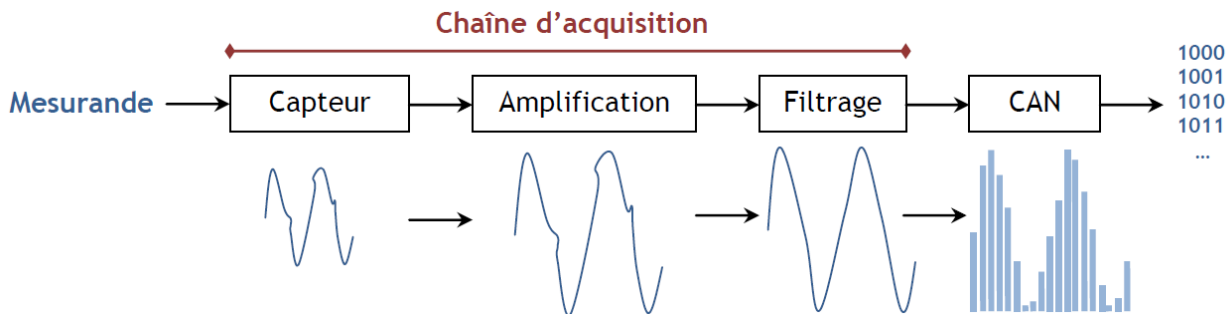 Chaîne d’acquisition
Mesurande
Capteur
Amplification
Filtrage
CAN
1000
1001
1010
1011
...